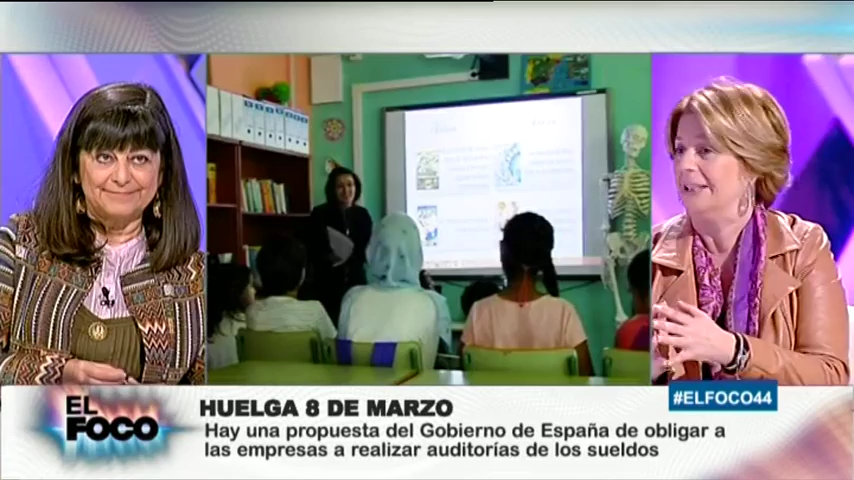 EL
FOCO
HUELGA 8 DE MARZO
#ELFOCO44
Hay una propuesta del Gobierno de España de obligar a
las empresas a realizar auditorías de los sueldos